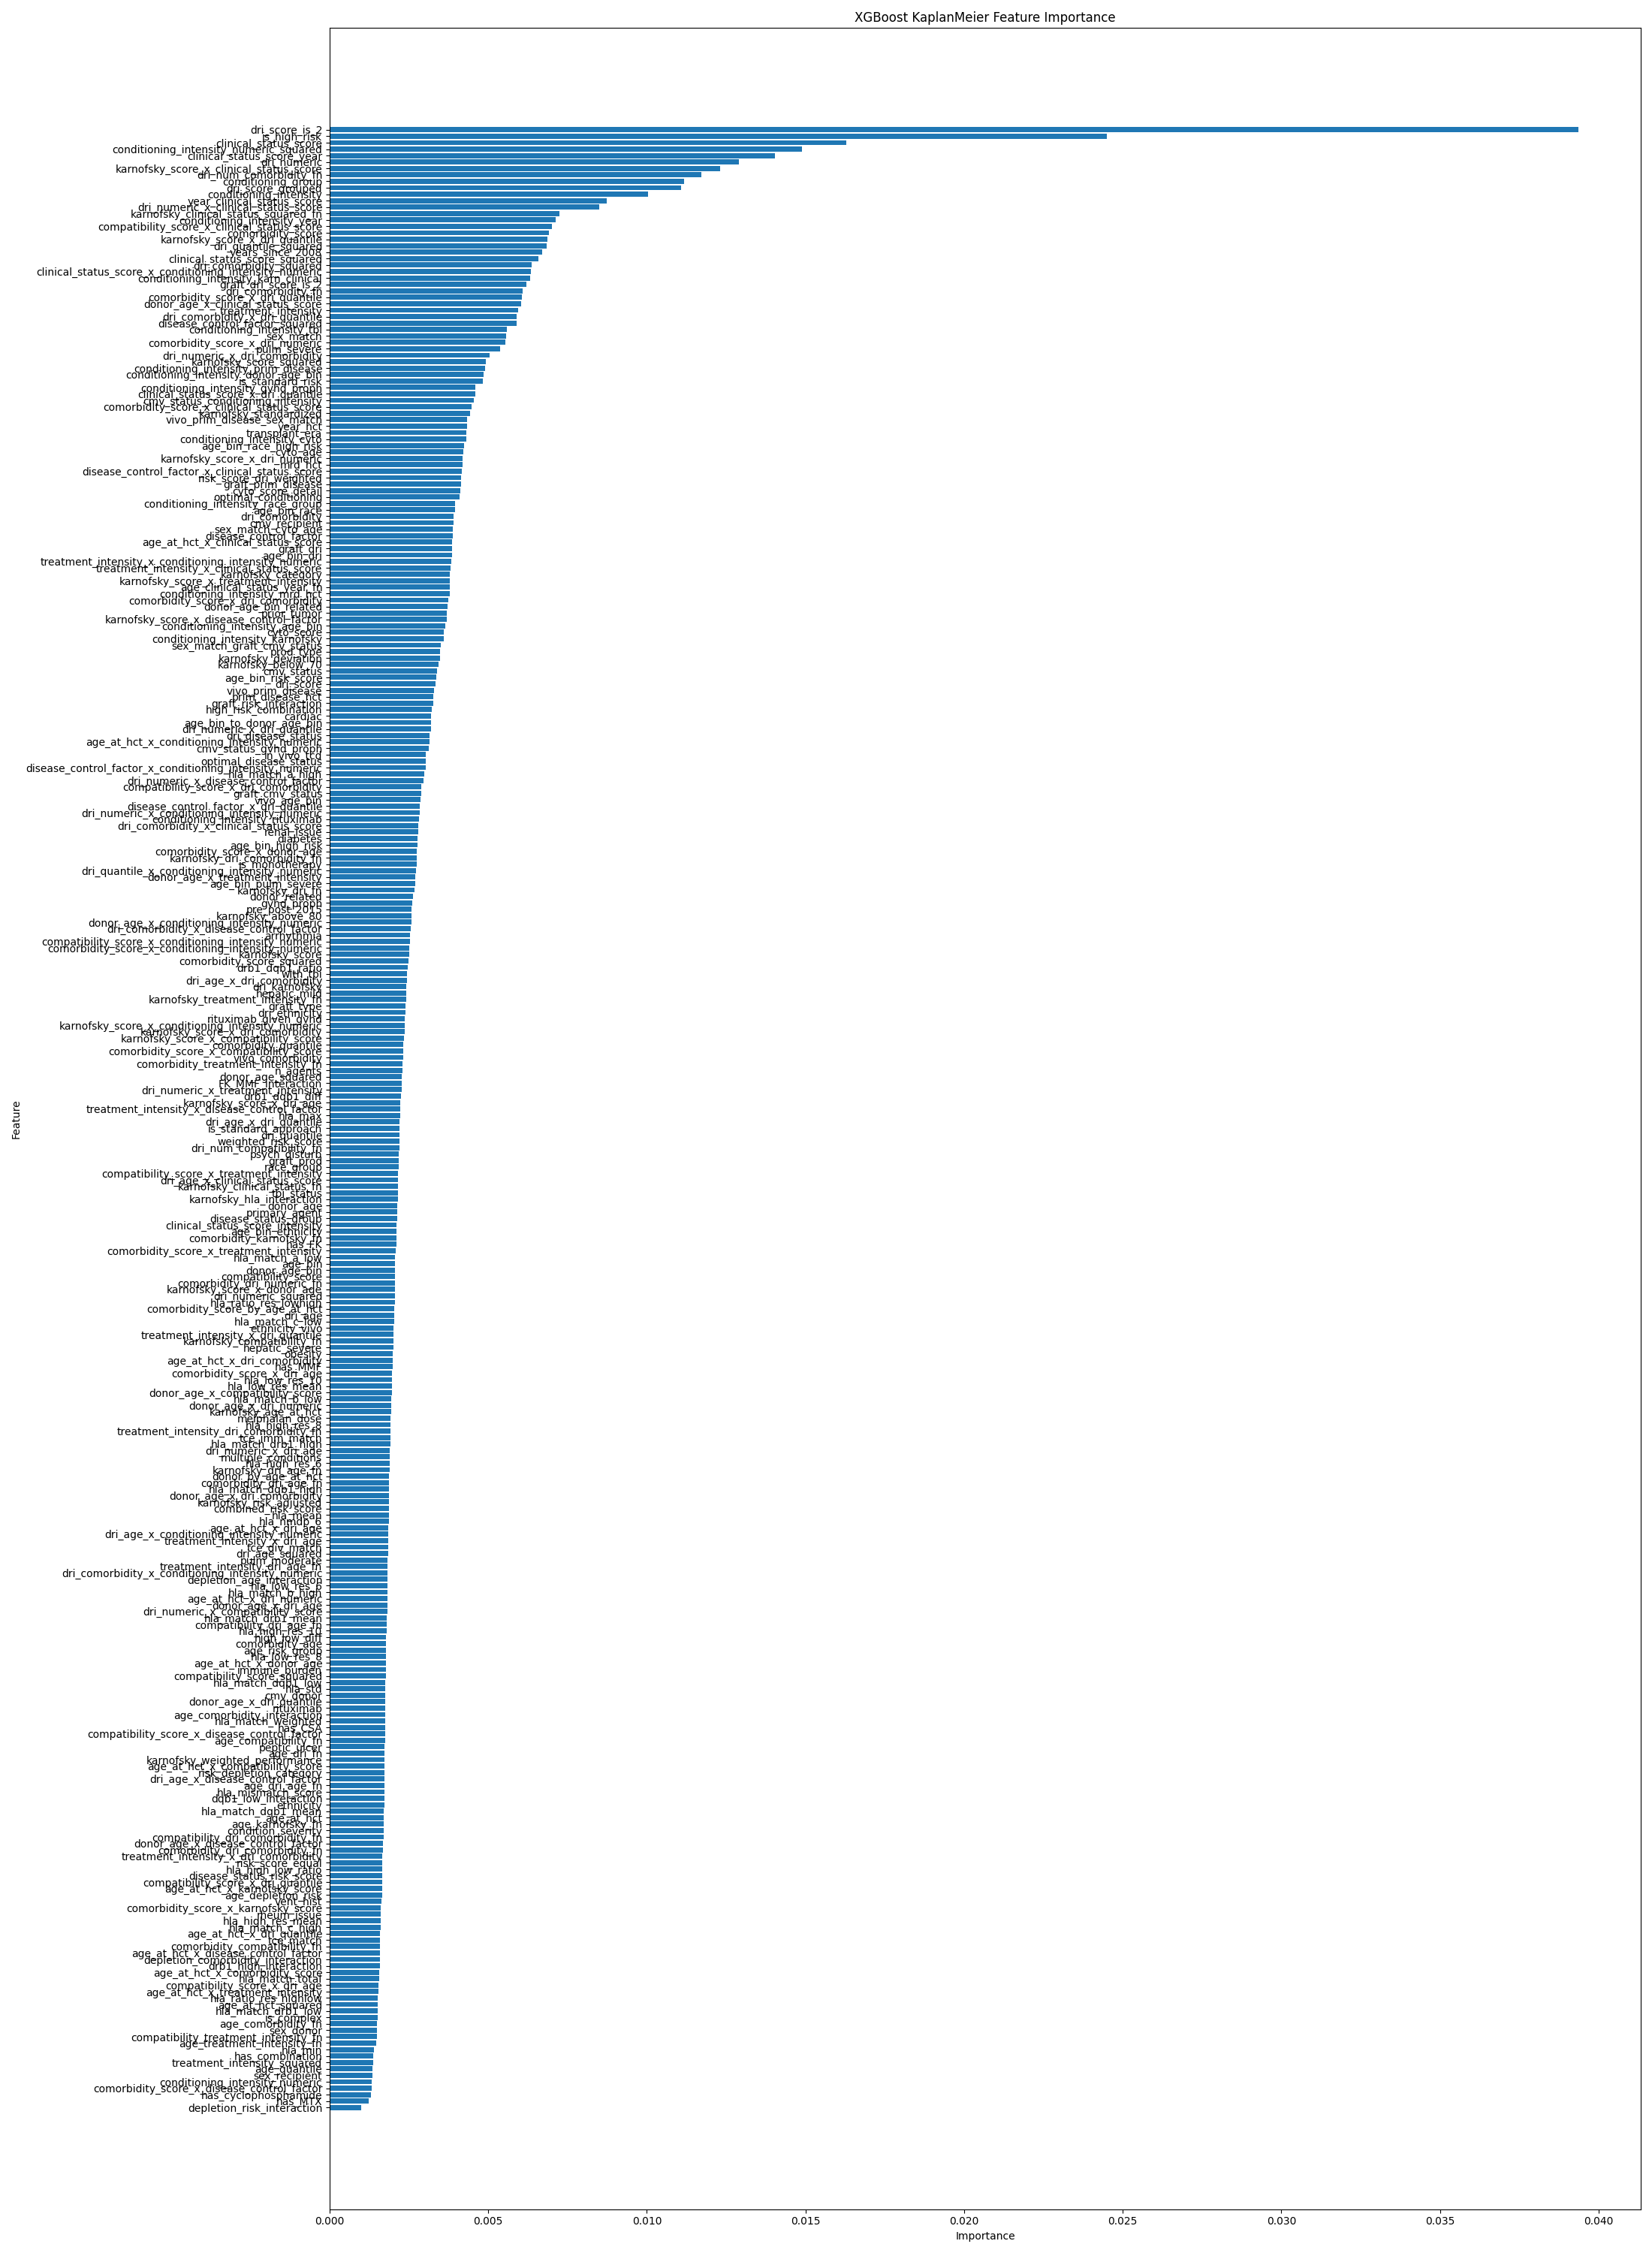 XGBoost KaplanMeier Feature Importance
dri_score_is_2
is_high_risk
clinical_status_score
conditioning_intensity_numeric_squared
clinical_status_score_year
dri_numeric
karnofsky_score_x_clinical_status_score
dri_num_comorbidity_fn
conditioning_group
dri_score_grouped
conditioning_intensity
year_clinical_status_score
dri_numeric_x_clinical_status_score
karnofsky_clinical_status_squared_fn
conditioning_intensity_year
compatibility_score_x_clinical_status_score
comorbidity_score
karnofsky_score_x_dri_quantile
dri_quantile_squared
years_since_2008
clinical_status_score_squared
dri_comorbidity_squared
clinical_status_score_x_conditioning_intensity_numeric
conditioning_intensity_karn_clinical
graft_dri_score_is_2
dri_comorbidity_fn
comorbidity_score_x_dri_quantile
donor_age_x_clinical_status_score
treatment_intensity
dri_comorbidity_x_dri_quantile
disease_control_factor_squared
conditioning_intensity_tbi
sex_match
comorbidity_score_x_dri_numeric
pulm_severe
dri_numeric_x_dri_comorbidity
karnofsky_score_squared
conditioning_intensity_prim_disease
conditioning_intensity_donor_age_bin
is_standard_risk
conditioning_intensity_gvhd_proph
clinical_status_score_x_dri_quantile
cmv_status_conditioning_intensity
comorbidity_score_x_clinical_status_score
karnofsky_standardized
vivo_prim_disease_sex_match
year_hct
transplant_era
conditioning_intensity_cyto
age_bin_race_high_risk
cyto_age
karnofsky_score_x_dri_numeric
mrd_hct
disease_control_factor_x_clinical_status_score
risk_score_dri_weighted
graft_prim_disease
cyto_score_detail
optimal_conditioning
conditioning_intensity_race_group
age_bin_race
dri_comorbidity
cmv_recipient
sex_match_cyto_age
disease_control_factor
age_at_hct_x_clinical_status_score
graft_dri
age_bin_dri
treatment_intensity_x_conditioning_intensity_numeric
treatment_intensity_x_clinical_status_score
karnofsky_category
karnofsky_score_x_treatment_intensity
age_clinical_status_year_fn
conditioning_intensity_mrd_hct
comorbidity_score_x_dri_comorbidity
donor_age_bin_related
prior_tumor
karnofsky_score_x_disease_control_factor
conditioning_intensity_age_bin
cyto_score
conditioning_intensity_karnofsky
sex_match_graft_cmv_status
prod_type
karnofsky_deviation
karnofsky_below_70
cmv_status
age_bin_risk_score
dri_score
vivo_prim_disease
prim_disease_hct
graft_risk_interaction
high_risk_combination
cardiac
age_bin_to_donor_age_bin
dri_numeric_x_dri_quantile
dri_disease_status
age_at_hct_x_conditioning_intensity_numeric
cmv_status_gvhd_proph
in_vivo_tcd
optimal_disease_status
disease_control_factor_x_conditioning_intensity_numeric
hla_match_a_high
dri_numeric_x_disease_control_factor
compatibility_score_x_dri_comorbidity
graft_cmv_status
vivo_age_bin
disease_control_factor_x_dri_quantile
dri_numeric_x_conditioning_intensity_numeric
conditioning_intensity_rituximab
dri_comorbidity_x_clinical_status_score
renal_issue
diabetes
age_bin_high_risk
comorbidity_score_x_donor_age
karnofsky_dri_comorbidity_fn
is_monotherapy
dri_quantile_x_conditioning_intensity_numeric
donor_age_x_treatment_intensity
age_bin_pulm_severe
karnofsky_dri_fn
donor_related
gvhd_proph
pre_post_2015
karnofsky_above_80
donor_age_x_conditioning_intensity_numeric
dri_comorbidity_x_disease_control_factor
arrhythmia
compatibility_score_x_conditioning_intensity_numeric
comorbidity_score_x_conditioning_intensity_numeric
karnofsky_score
comorbidity_score_squared
drb1_dqb1_ratio
with_tbi
dri_age_x_dri_comorbidity
dri_karnofsky
hepatic_mild
karnofsky_treatment_intensity_fn
graft_type
dri_ethnicity
rituximab_given_gvhd
karnofsky_score_x_conditioning_intensity_numeric
karnofsky_score_x_dri_comorbidity
karnofsky_score_x_compatibility_score
comorbidity_quantile
comorbidity_score_x_compatibility_score
vivo_comorbidity
comorbidity_treatment_intensity_fn
n_agents
donor_age_squared
FK_MMF_interaction
dri_numeric_x_treatment_intensity
drb1_dqb1_diff
karnofsky_score_x_dri_age
treatment_intensity_x_disease_control_factor
hla_max
dri_age_x_dri_quantile
is_standard_approach
dri_quantile
weighted_risk_score
dri_num_compatibility_fn
psych_disturb
graft_prod
race_group
compatibility_score_x_treatment_intensity
dri_age_x_clinical_status_score
karnofsky_clinical_status_fn
tbi_status
karnofsky_hla_interaction
donor_age
primary_agent
disease_status_group
clinical_status_score_intensity
age_bin_ethnicity
comorbidity_karnofsky_fn
has_FK
comorbidity_score_x_treatment_intensity
hla_match_a_low
age_bin
donor_age_bin
compatibility_score
comorbidity_dri_numeric_fn
karnofsky_score_x_donor_age
dri_numeric_squared
hla_ratio_res_lowhigh
comorbidity_score_by_age_at_hct
dri_age
hla_match_c_low
ethnicity_vivo
treatment_intensity_x_dri_quantile
karnofsky_compatibility_fn
hepatic_severe
obesity
age_at_hct_x_dri_comorbidity
has_MMF
comorbidity_score_x_dri_age
hla_low_res_10
hla_low_res_mean
donor_age_x_compatibility_score
hla_match_b_low
donor_age_x_dri_numeric
karnofsky_age_at_hct
melphalan_dose
hla_high_res_8
treatment_intensity_dri_comorbidity_fn
tce_imm_match
hla_match_drb1_high
dri_numeric_x_dri_age
multiple_conditions
hla_high_res_6
karnofsky_dri_age_fn
donor_by_age_at_hct
comorbidity_dri_age_fn
hla_match_dqb1_high
donor_age_x_dri_comorbidity
karnofsky_risk_adjusted
combined_risk_score
hla_mean
hla_nmdp_6
age_at_hct_x_dri_age
dri_age_x_conditioning_intensity_numeric
treatment_intensity_x_dri_age
tce_div_match
dri_age_squared
pulm_moderate
treatment_intensity_dri_age_fn
dri_comorbidity_x_conditioning_intensity_numeric
depletion_age_interaction
hla_low_res_6
hla_match_b_high
age_at_hct_x_dri_numeric
donor_age_x_dri_age
dri_numeric_x_compatibility_score
hla_match_drb1_mean
compatibility_dri_age_fn
hla_high_res_10
high_low_diff
comorbidity_age
age_risk_group
hla_low_res_8
age_at_hct_x_donor_age
immune_burden
compatibility_score_squared
hla_match_dqb1_low
hla_std
cmv_donor
donor_age_x_dri_quantile
rituximab
age_comorbidity_interaction
hla_match_weighted
has_CSA
compatibility_score_x_disease_control_factor
age_compatibility_fn
peptic_ulcer
age_dri_fn
karnofsky_weighted_performance
age_at_hct_x_compatibility_score
risk_depletion_category
dri_age_x_disease_control_factor
age_dri_age_fn
hla_mismatch_score
dqb1_low_interaction
ethnicity
hla_match_dqb1_mean
age_at_hct
age_karnofsky_fn
condition_severity
compatibility_dri_comorbidity_fn
donor_age_x_disease_control_factor
comorbidity_dri_comorbidity_fn
treatment_intensity_x_dri_comorbidity
risk_score_equal
hla_high_low_ratio
disease_status_risk_score
compatibility_score_x_dri_quantile
age_at_hct_x_karnofsky_score
age_depletion_risk
vent_hist
comorbidity_score_x_karnofsky_score
rheum_issue
hla_high_res_mean
hla_match_c_high
age_at_hct_x_dri_quantile
tce_match
comorbidity_compatibility_fn
age_at_hct_x_disease_control_factor
depletion_comorbidity_interaction
drb1_high_interaction
age_at_hct_x_comorbidity_score
hla_match_total
compatibility_score_x_dri_age
age_at_hct_x_treatment_intensity
hla_ratio_res_highlow
age_at_hct_squared
hla_match_drb1_low
is_complex
age_comorbidity_fn
sex_donor
compatibility_treatment_intensity_fn
age_treatment_intensity_fn
hla_min
has_combination
treatment_intensity_squared
age_quantile
sex_recipient
conditioning_intensity_numeric
comorbidity_score_x_disease_control_factor
has_cyclophosphamide
has_MTX
depletion_risk_interaction
Feature
0.000 0.005 0.010 0.015 0.020 0.025 0.030 0.035 0.040
Importance